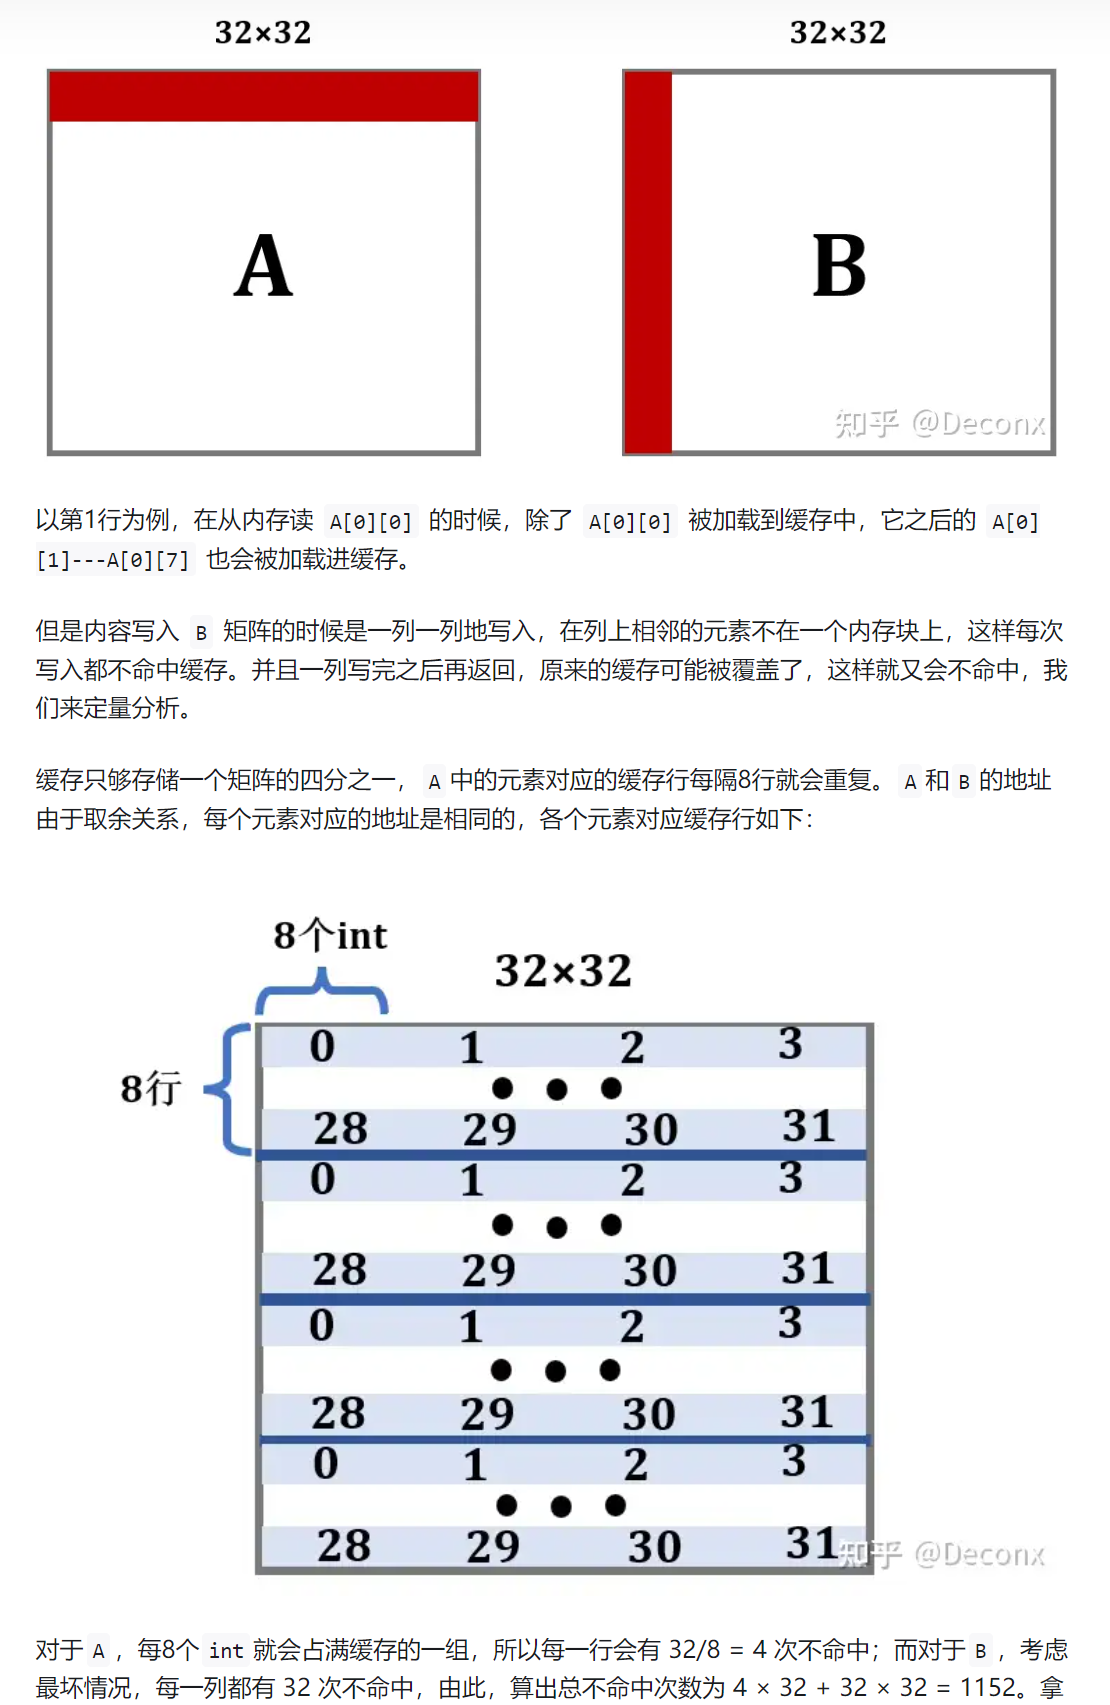 32×32 32×32
A B
知乎 @Deconx
以第1行为例，在从内存读 A[0][0] 的时候，除了 A[0][0] 被加载到缓存中，它之后的 A[0]
[1]---A[0][7] 也会被加载进缓存。
但是内容写入 B 矩阵的时候是一列一列地写入，在列上相邻的元素不在一个内存块上，这样每次
写入都不命中缓存。并且一列写完之后再返回，原来的缓存可能被覆盖了，这样就又会不命中，我
们来定量分析。
缓存只够存储一个矩阵的四分之一， A 中的元素对应的缓存行每隔8行就会重复。 A 和 B 的地址
由于取余关系，每个元素对应的地址是相同的，各个元素对应缓存行如下：
8个int
32×32
0 1 2 3
8行
28 29 30 31
0 1 2 3
28 29 30 31
0 1 2 3
28 29 30 31
0 1 2 3
28 29 30 31
知乎 @Deconx
对于 A ，每8个 int 就会占满缓存的一组，所以每一行会有 32/8 = 4 次不命中；而对于 B ，考虑
最坏情况，每一列都有 32 次不命中，由此，算出总不命中次数为 4 × 32 + 32 × 32 = 1152。拿